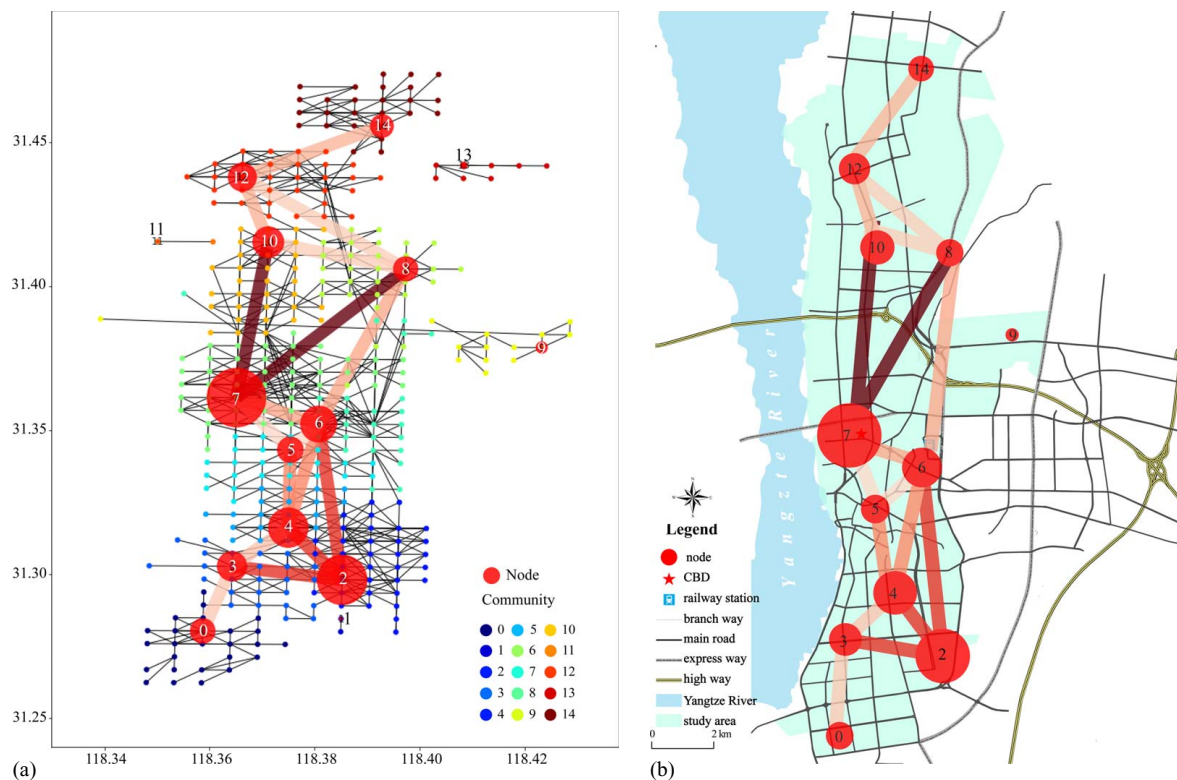 31.45
31.40
31.35
31.30
31.25
118.34
118.36
118.38
118.40
118.42
14
13
12
11
10
8
9
7
6
5
4
3
2
1
0
Node
Community
0 5 10
1 6 11
2 7 12
3 8 13
4 9 14
(a)
14
12
10
8
9
7
6
5
4
3
2
0
Yangzte River
N
Legend
node
CBD
railway station
branch way
main road
express way
high way
Yangtze River
study area
0 2 km
(b)